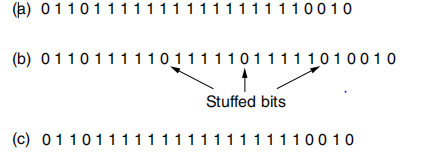 (a) 0 1 1 0 1 1 1 1 1 1 1 1 1 1 1 1 1 1 1 1 0 0 1 0
(b) 0 1 1 0 1 1 1 1 1 0 1 1 1 1 1 0 1 1 1 1 1 0 1 0 0 1 0
Stuffed bits
(c) 0 1 1 0 1 1 1 1 1 1 1 1 1 1 1 1 1 1 1 1 0 0 1 0